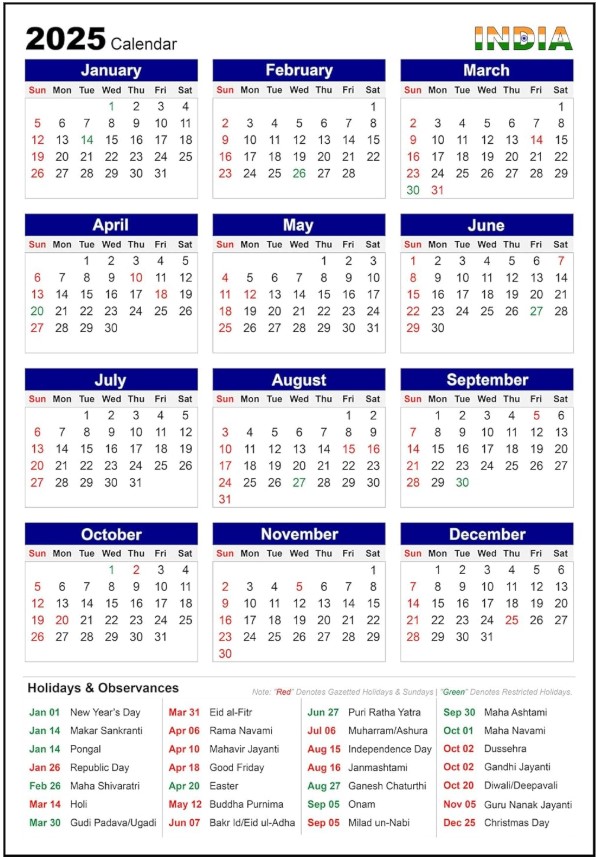 2025 Calendar
INDIA
January
Sun Mon Tue Wed Thu Fri Sat
1 2 3 4
5 6 7 8 9 10 11
12 13 14 15 16 17 18
19 20 21 22 23 24 25
26 27 28 29 30 31
February
Sun Mon Tue Wed Thu Fri Sat
1
2 3 4 5 6 7 8
9 10 11 12 13 14 15
16 17 18 19 20 21 22
23 24 25 26 27 28
March
Sun Mon Tue Wed Thu Fri Sat
1
2 3 4 5 6 7 8
9 10 11 12 13 14 15
16 17 18 19 20 21 22
23 24 25 26 27 28 29
30 31
April
Sun Mon Tue Wed Thu Fri Sat
1 2 3 4 5
6 7 8 9 10 11 12
13 14 15 16 17 18 19
20 21 22 23 24 25 26
27 28 29 30
May
Sun Mon Tue Wed Thu Fri Sat
1 2 3
4 5 6 7 8 9 10
11 12 13 14 15 16 17
18 19 20 21 22 23 24
25 26 27 28 29 30 31
June
Sun Mon Tue Wed Thu Fri Sat
1 2 3 4 5 6 7
8 9 10 11 12 13 14
15 16 17 18 19 20 21
22 23 24 25 26 27 28
29 30
July
Sun Mon Tue Wed Thu Fri Sat
1 2 3 4 5
6 7 8 9 10 11 12
13 14 15 16 17 18 19
20 21 22 23 24 25 26
27 28 29 30 31
August
Sun Mon Tue Wed Thu Fri Sat
1 2
3 4 5 6 7 8 9
10 11 12 13 14 15 16
17 18 19 20 21 22 23
24 25 26 27 28 29 30
31
September
Sun Mon Tue Wed Thu Fri Sat
1 2 3 4 5 6
7 8 9 10 11 12 13
14 15 16 17 18 19 20
21 22 23 24 25 26 27
28 29 30
October
Sun Mon Tue Wed Thu Fri Sat
1 2 3 4
5 6 7 8 9 10 11
12 13 14 15 16 17 18
19 20 21 22 23 24 25
26 27 28 29 30 31
November
Sun Mon Tue Wed Thu Fri Sat
1
2 3 4 5 6 7 8
9 10 11 12 13 14 15
16 17 18 19 20 21 22
23 24 25 26 27 28 29
30
December
Sun Mon Tue Wed Thu Fri Sat
1 2 3 4 5 6
7 8 9 10 11 12 13
14 15 16 17 18 19 20
21 22 23 24 25 26 27
28 29 30 31
Holidays & Observances
Note: "Red" Denotes Gazetted Holidays & Sundays | "Green" Denotes Restricted Holidays.
Jan 01 New Year's Day
Jan 14 Makar Sankranti
Jan 14 Pongal
Jan 26 Republic Day
Feb 26 Maha Shivaratri
Mar 14 Holi
Mar 30 Gudi Padava/Ugadi
Mar 31 Eid al-Fitr
Apr 06 Rama Navami
Apr 10 Mahavir Jayanti
Apr 18 Good Friday
Apr 20 Easter
May 12 Buddha Purnima
Jun 07 Bakr Id/Eid ul-Adha
Jun 27 Puri Ratha Yatra
Jul 06 Muharram/Ashura
Aug 15 Independence Day
Aug 16 Janmashtami
Aug 27 Ganesh Chaturthi
Sep 05 Onam
Sep 05 Milad un-Nabi
Sep 30 Maha Ashtami
Oct 01 Maha Navami
Oct 02 Dussehra
Oct 02 Gandhi Jayanti
Oct 20 Diwali/Deepavali
Nov 05 Guru Nanak Jayanti
Dec 25 Christmas Day